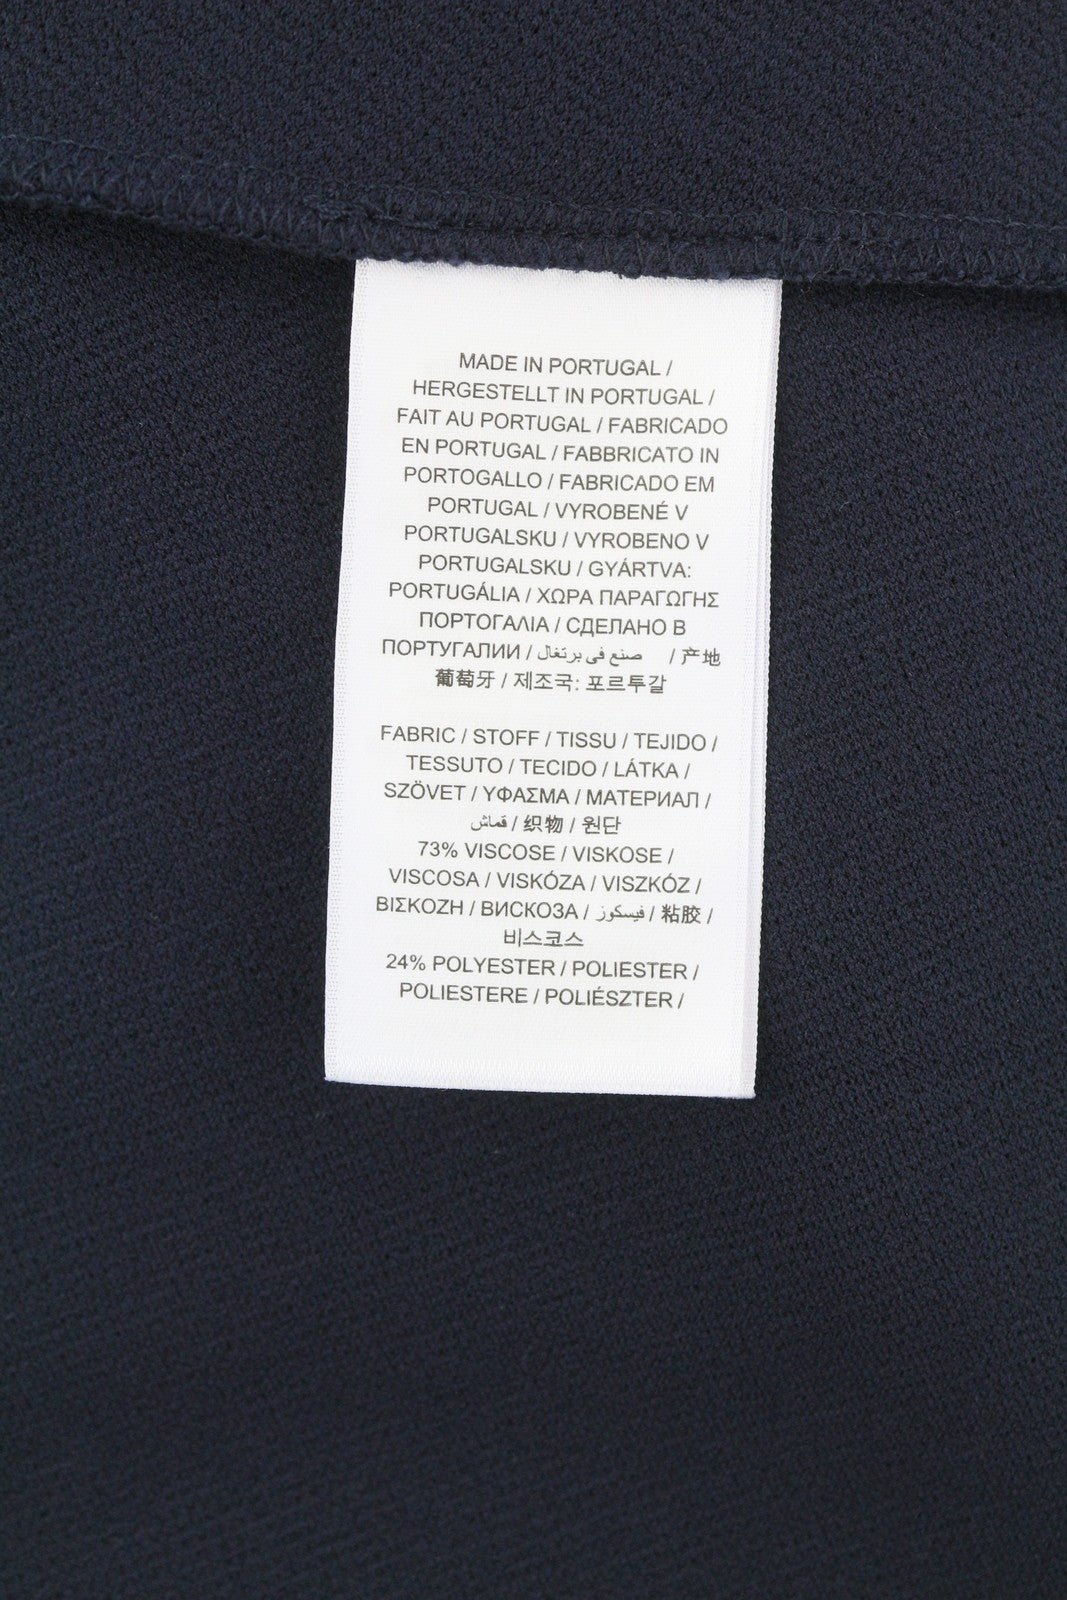 MADE IN PORTUGAL /
HERGESTELLT IN PORTUGAL /
FAIT AU PORTUGAL / FABRICADO
EN PORTUGAL / FABBRICATO IN
PORTOGALLO / FABRICADO EM
PORTUGAL / VYROBENÉ V
PORTUGALSKU / VYROBENO V
PORTUGALSKU / GYÁRTVA:
PORTUGÁLIA / ΧΩΡΑ ΠΑΡΑΓΩΓΗΣ
ΠΟΡΤΟΓΑΛΙΑ / СДЕЛАНО В
ПОРТУГАЛИИ / صنع في برتغال / 产地
葡萄牙 / 제조국: 포르투갈
FABRIC / STOFF / TISSU / TEJIDO /
TESSUTO / TECIDO / LÁTKA /
SZÖVET / ΥΦΑΣΜΑ / МАТЕРИАЛ /
قماش / 织物 / 원단
73% VISCOSE / VISKOSE /
VISCOSA / VISKÓZA / VISZKÓZ /
ΒΙΣΚΟΖΗ / ВИСКОЗА / فيسكوز / 粘胶 /
비스코스
24% POLYESTER / POLIESTER /
POLIESTERE / POLIÉSZTER /